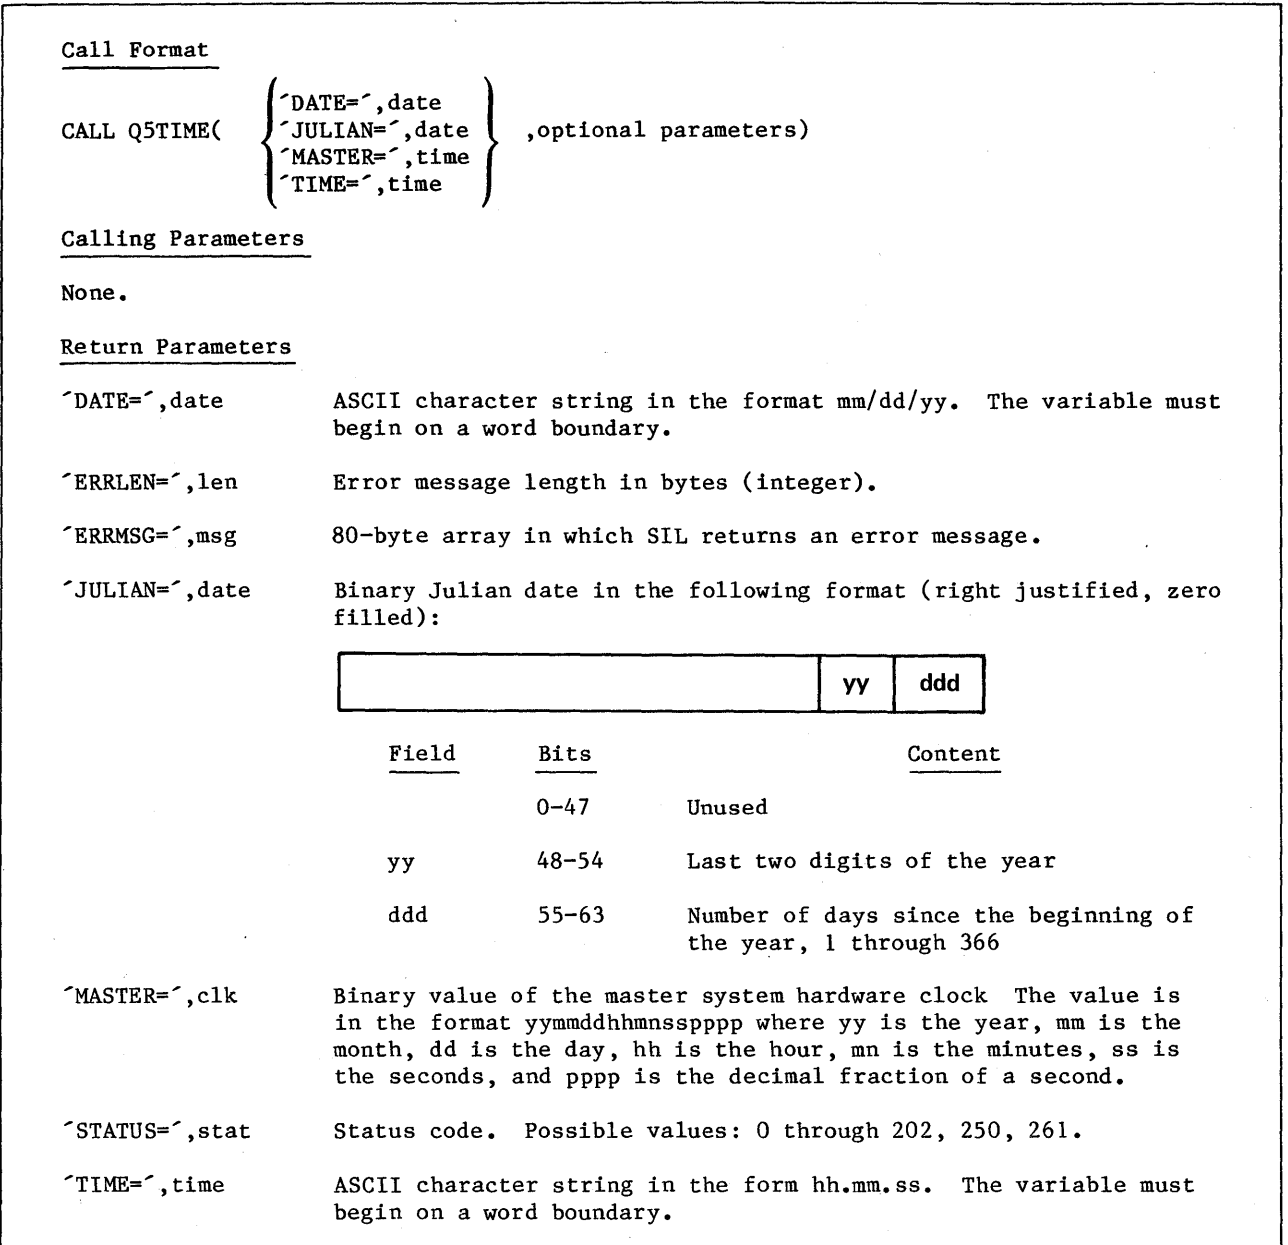 Call Format
CALL Q5TIME( ,optional parameters)
´DATE=´,date
´JULIAN=´,date
´MASTER=´,time
´TIME=´,time
Calling Parameters
None.
Return Parameters
´DATE=´,date ASCII character string in the format mm/dd/yy. The variable must
begin on a word boundary.
´ERRLEN=´,len Error message length in bytes (integer).
´ERRMSG=´,msg 80-byte array in which SIL returns an error message.
´JULIAN=´,date Binary Julian date in the following format (right justified, zero
filled):
yy ddd
Field Bits Content
0-47 Unused
yy 48-54 Last two digits of the year
ddd 55-63 Number of days since the beginning of
the year, 1 through 366
´MASTER=´,clk Binary value of the master system hardware clock The value is
in the format yymmddhhmnsspppp where yy is the year, mm is the
month, dd is the day, hh is the hour, mn is the minutes, ss is
the seconds, and pppp is the decimal fraction of a second.
´STATUS=´,stat Status code. Possible values: 0 through 202, 250, 261.
´TIME=´,time ASCII character string in the form hh.mm.ss. The variable must
begin on a word boundary.